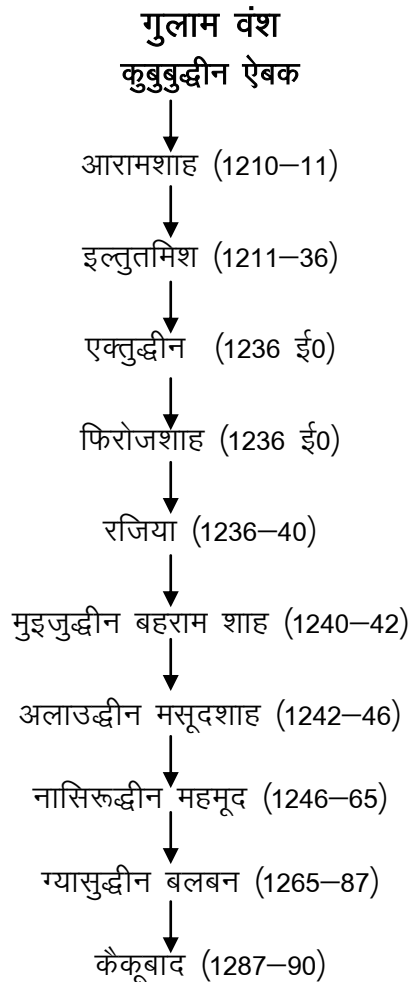 गुलाम वंश
कुबुबुद्धीन ऐबक
आरामशाह (1210–11)
इल्तुतमिश (1211–36)
एक्तुद्धीन (1236 ई0)
फिरोजशाह (1236 ई0)
रजिया (1236–40)
मुइजुद्धीन बहराम शाह (1240–42)
अलाउद्धीन मसूदशाह (1242–46)
नासिरूद्धीन महमूद (1246–65)
ग्यासुद्धीन बलबन (1265–87)
कैकूबाद (1287–90)